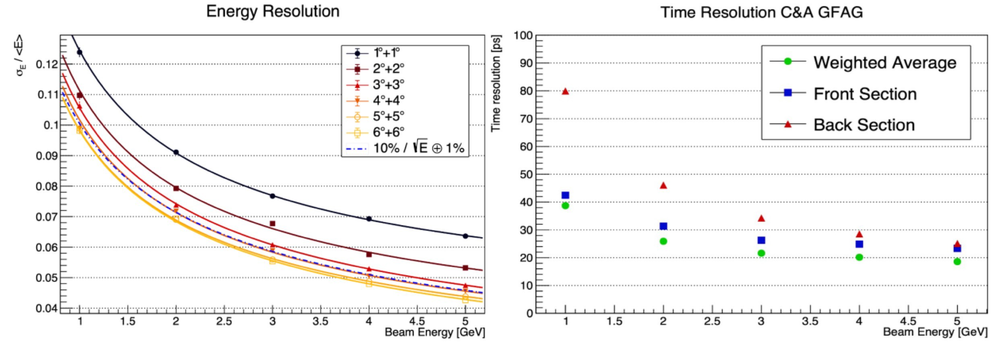 Energy Resolution
σE / <E>
0.12
0.11
0.1
0.09
0.08
0.07
0.06
0.05
0.04
1 1.5 2 2.5 3 3.5 4 4.5 5
Beam Energy [GeV]
1°+1°
2°+2°
3°+3°
4°+4°
5°+5°
6°+6°
10% / √E ⊕ 1%
Time Resolution C&A GFAG
Time resolution [ps]
100
90
80
70
60
50
40
30
20
10
0
1 1.5 2 2.5 3 3.5 4 4.5 5
Beam Energy [GeV]
Weighted Average
Front Section
Back Section